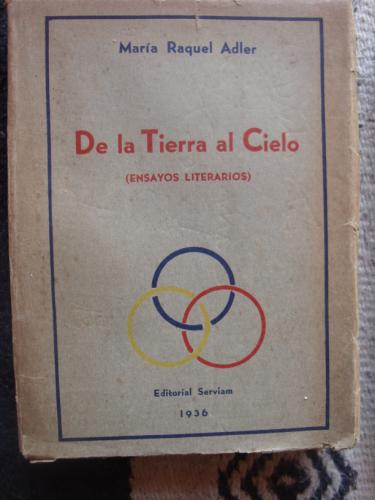 María Raquel Adler
De la Tierra al Cielo
(ENSAYOS LITERARIOS)
Editorial Serviam
1936